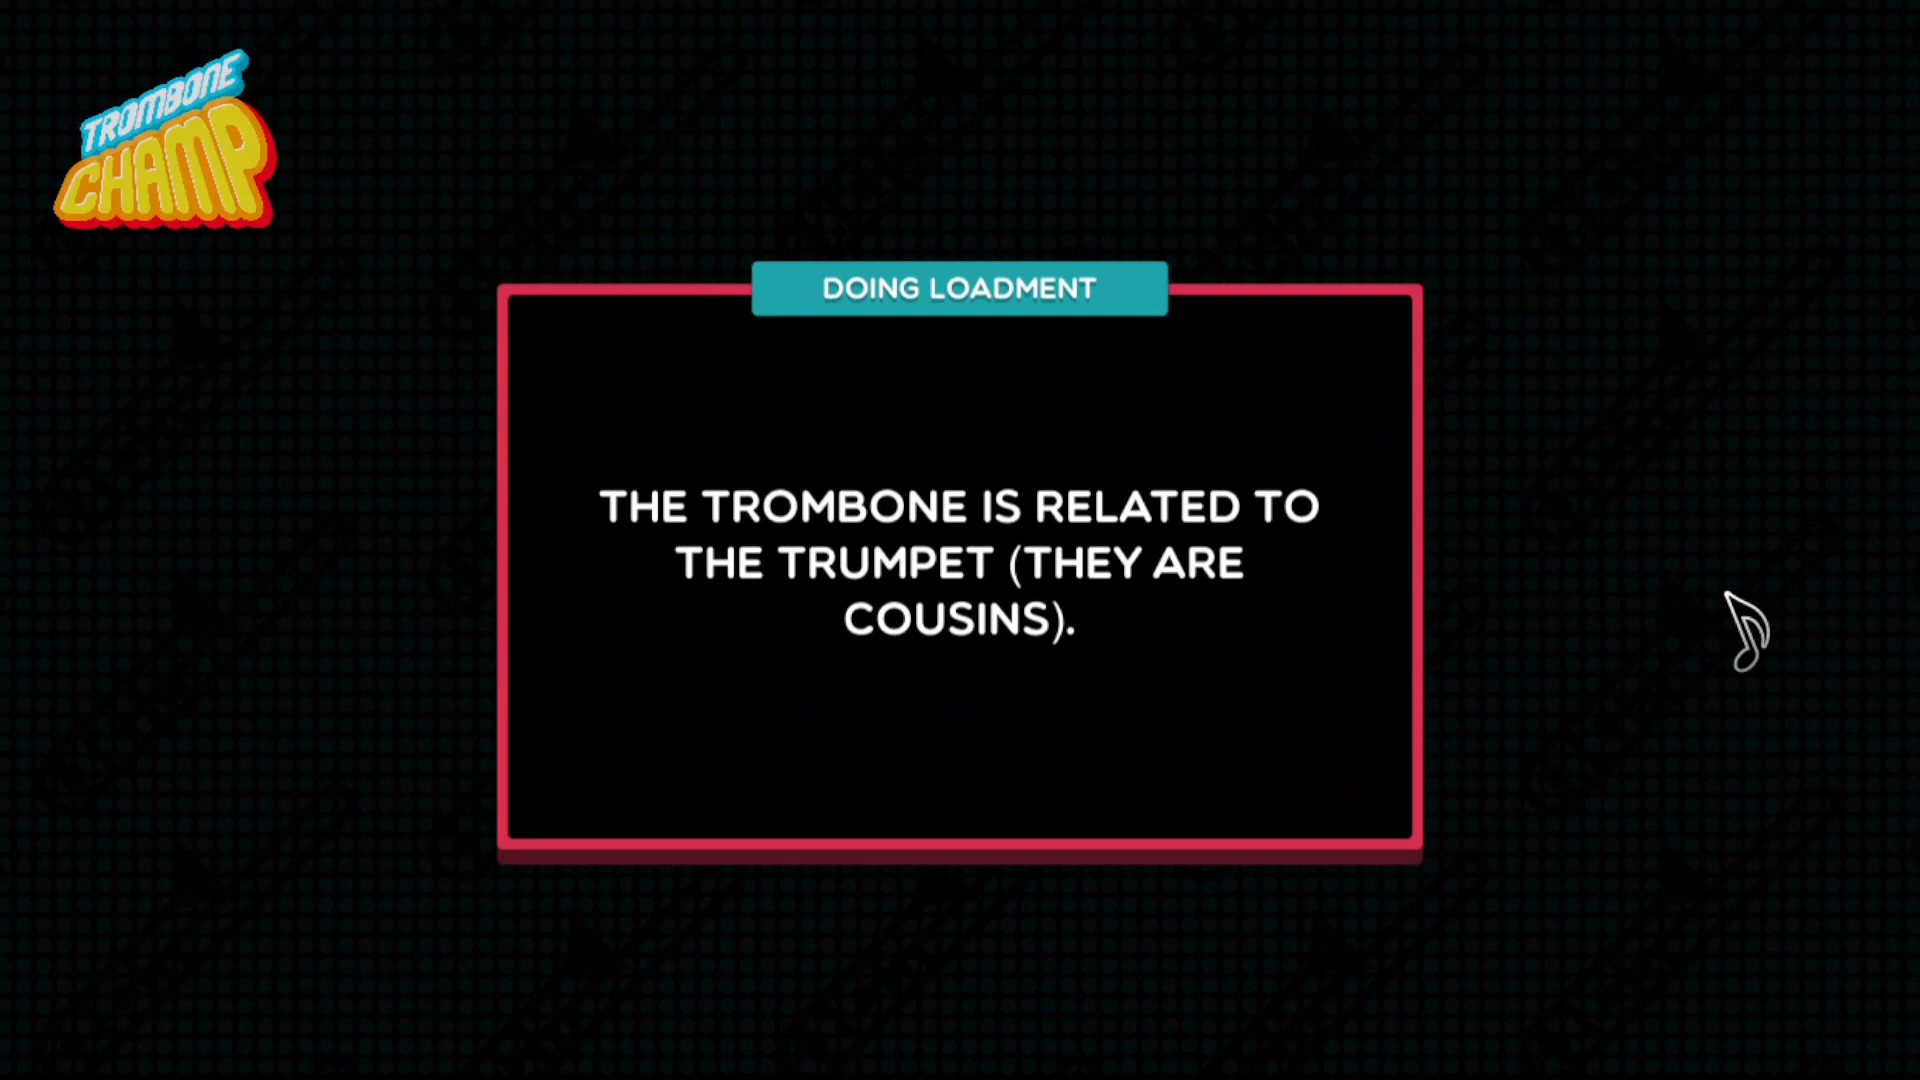 TROMBONE
CHAMP
DOING LOADMENT
THE TROMBONE IS RELATED TO
THE TRUMPET (THEY ARE
COUSINS).